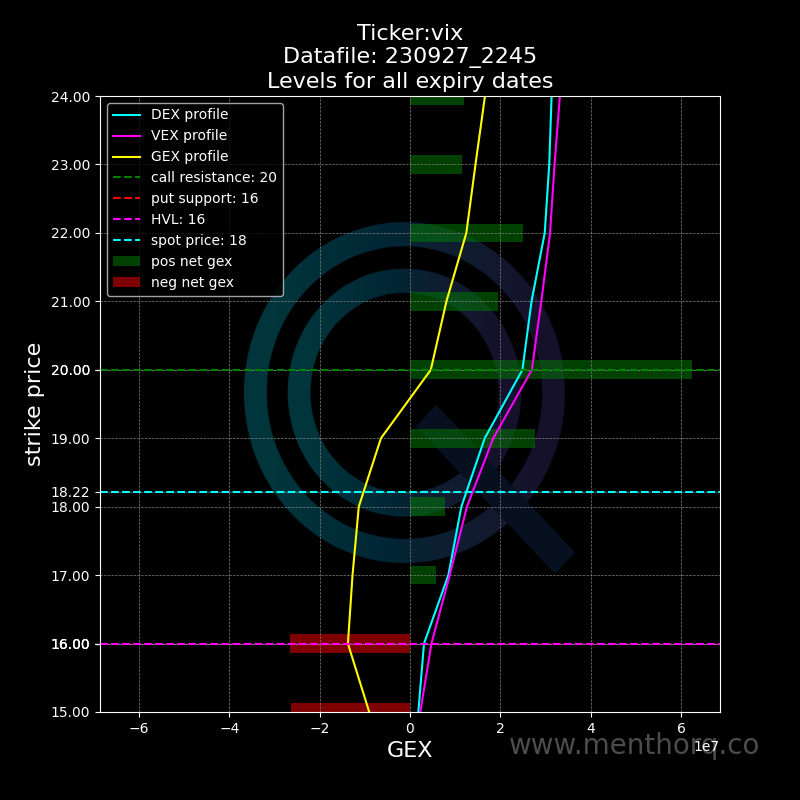 Ticker:vix
Datafile: 230927_2245
Levels for all expiry dates
24.00
23.00
22.00
21.00
20.00
19.00
18.22
18.00
17.00
16.00
15.00
strike price
DEX profile
VEX profile
GEX profile
call resistance: 20
put support: 16
HVL: 16
spot price: 18
pos net gex
neg net gex
−6 −4 −2 0 2 4 6
1e7
GEX
www.menthorq.co